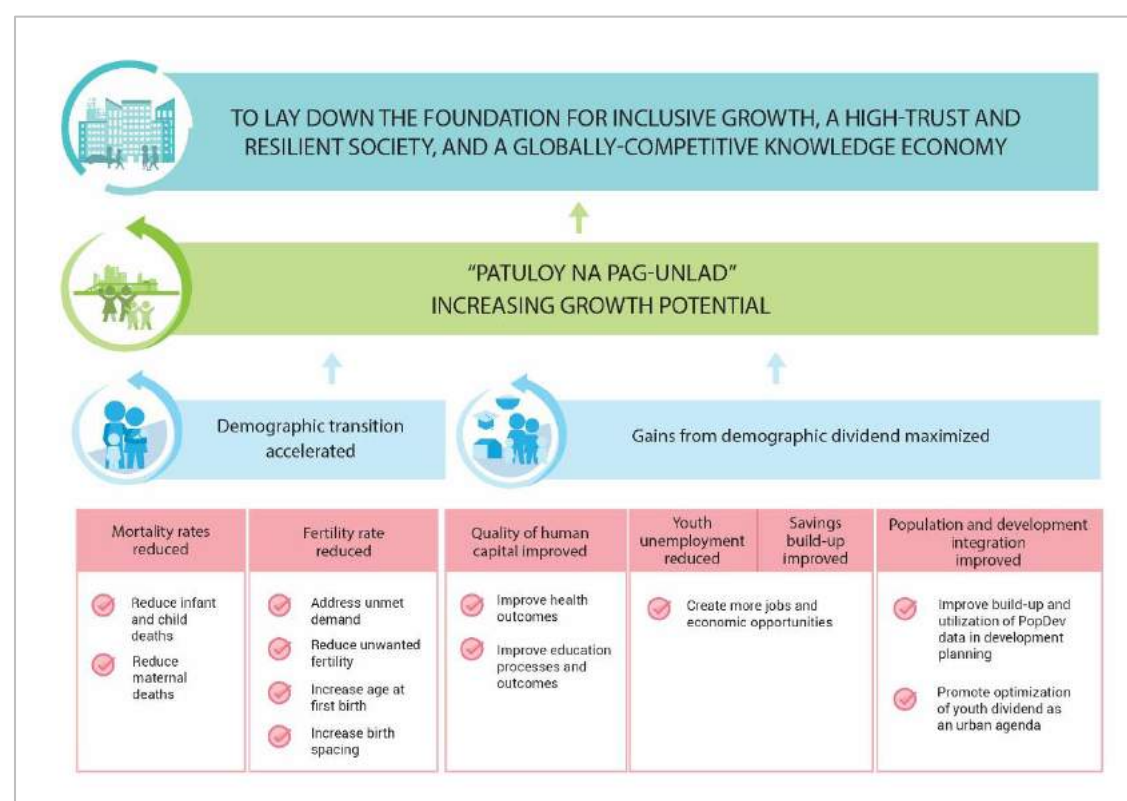 TO LAY DOWN THE FOUNDATION FOR INCLUSIVE GROWTH, A HIGH-TRUST AND
RESILIENT SOCIETY, AND A GLOBALLY-COMPETITIVE KNOWLEDGE ECONOMY
“PATULOY NA PAG-UNLAD”
INCREASING GROWTH POTENTIAL
Demographic transition
accelerated
Gains from demographic dividend maximized
Mortality rates
reduced
Reduce infant
and child
deaths
Reduce
maternal
deaths
Fertility rate
reduced
Address unmet
demand
Reduce unwanted
fertility
Increase age at
first birth
Increase birth
spacing
Quality of human
capital improved
Improve health
outcomes
Improve education
processes and
outcomes
Youth
unemployment
reduced
Savings
build-up
improved
Create more jobs and
economic opportunities
Population and development
integration
improved
Improve build-up and
utilization of PopDev
data in development
planning
Promote optimization
of youth dividend as
an urban agenda